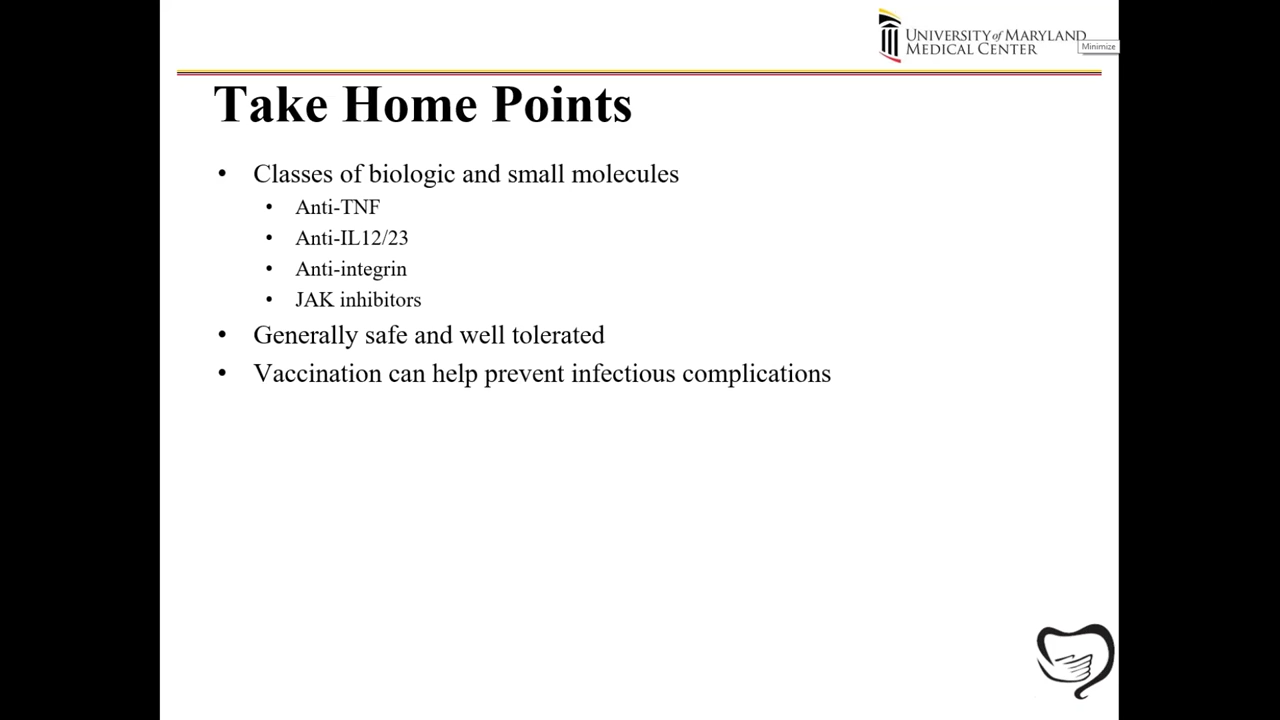 UNIVERSITY of MARYLAND
MEDICAL CENTER
Minimize
Take Home Points
• Classes of biologic and small molecules
• Anti-TNF
• Anti-IL12/23
• Anti-integrin
• JAK inhibitors
• Generally safe and well tolerated
• Vaccination can help prevent infectious complications